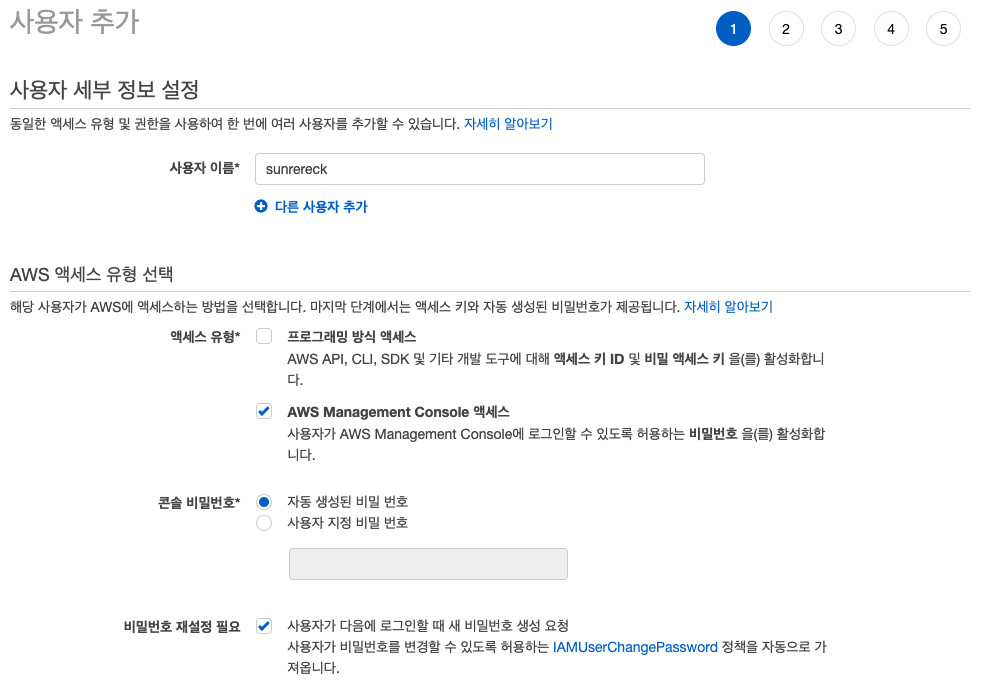 사용자 추가
1 2 3 4 5
사용자 세부 정보 설정
동일한 액세스 유형 및 권한을 사용하여 한 번에 여러 사용자를 추가할 수 있습니다. 자세히 알아보기
사용자 이름* sunrereck
다른 사용자 추가
AWS 액세스 유형 선택
해당 사용자가 AWS에 액세스하는 방법을 선택합니다. 마지막 단계에서는 액세스 키와 자동 생성된 비밀번호가 제공됩니다. 자세히 알아보기
액세스 유형* 프로그래밍 방식 액세스
AWS API, CLI, SDK 및 기타 개발 도구에 대해 액세스 키 ID 및 비밀 액세스 키 을(를) 활성화합니
다.
AWS Management Console 액세스
사용자가 AWS Management Console에 로그인할 수 있도록 허용하는 비밀번호 을(를) 활성화합
니다.
콘솔 비밀번호* 자동 생성된 비밀 번호
사용자 지정 비밀 번호
비밀번호 재설정 필요 사용자가 다음에 로그인할 때 새 비밀번호 생성 요청
사용자가 비밀번호를 변경할 수 있도록 허용하는 IAMUserChangePassword 정책을 자동으로 가
져옵니다.